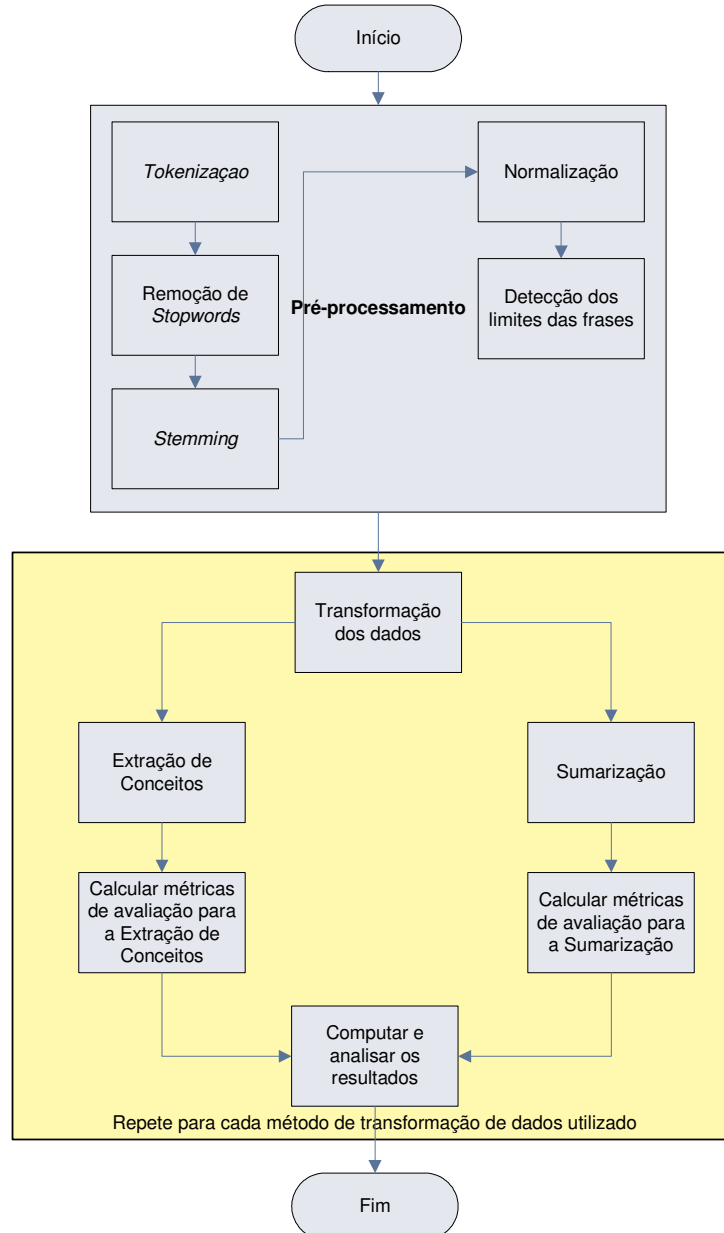 Início
Tokenizaçao
Remoção de
Stopwords
Stemming
Pré-processamento
Normalização
Detecção dos
limites das frases
Transformação
dos dados
Extração de
Conceitos
Sumarização
Calcular métricas
de avaliação para
a Extração de
Conceitos
Calcular métricas
de avaliação para
a Sumarização
Computar e
analisar os
resultados
Repete para cada método de transformação de dados utilizado
Fim